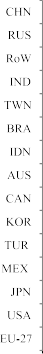 CHN
RUS
RoW
IND
TWN
BRA
IDN
AUS
CAN
KOR
TUR
MEX
JPN
USA
EU-27